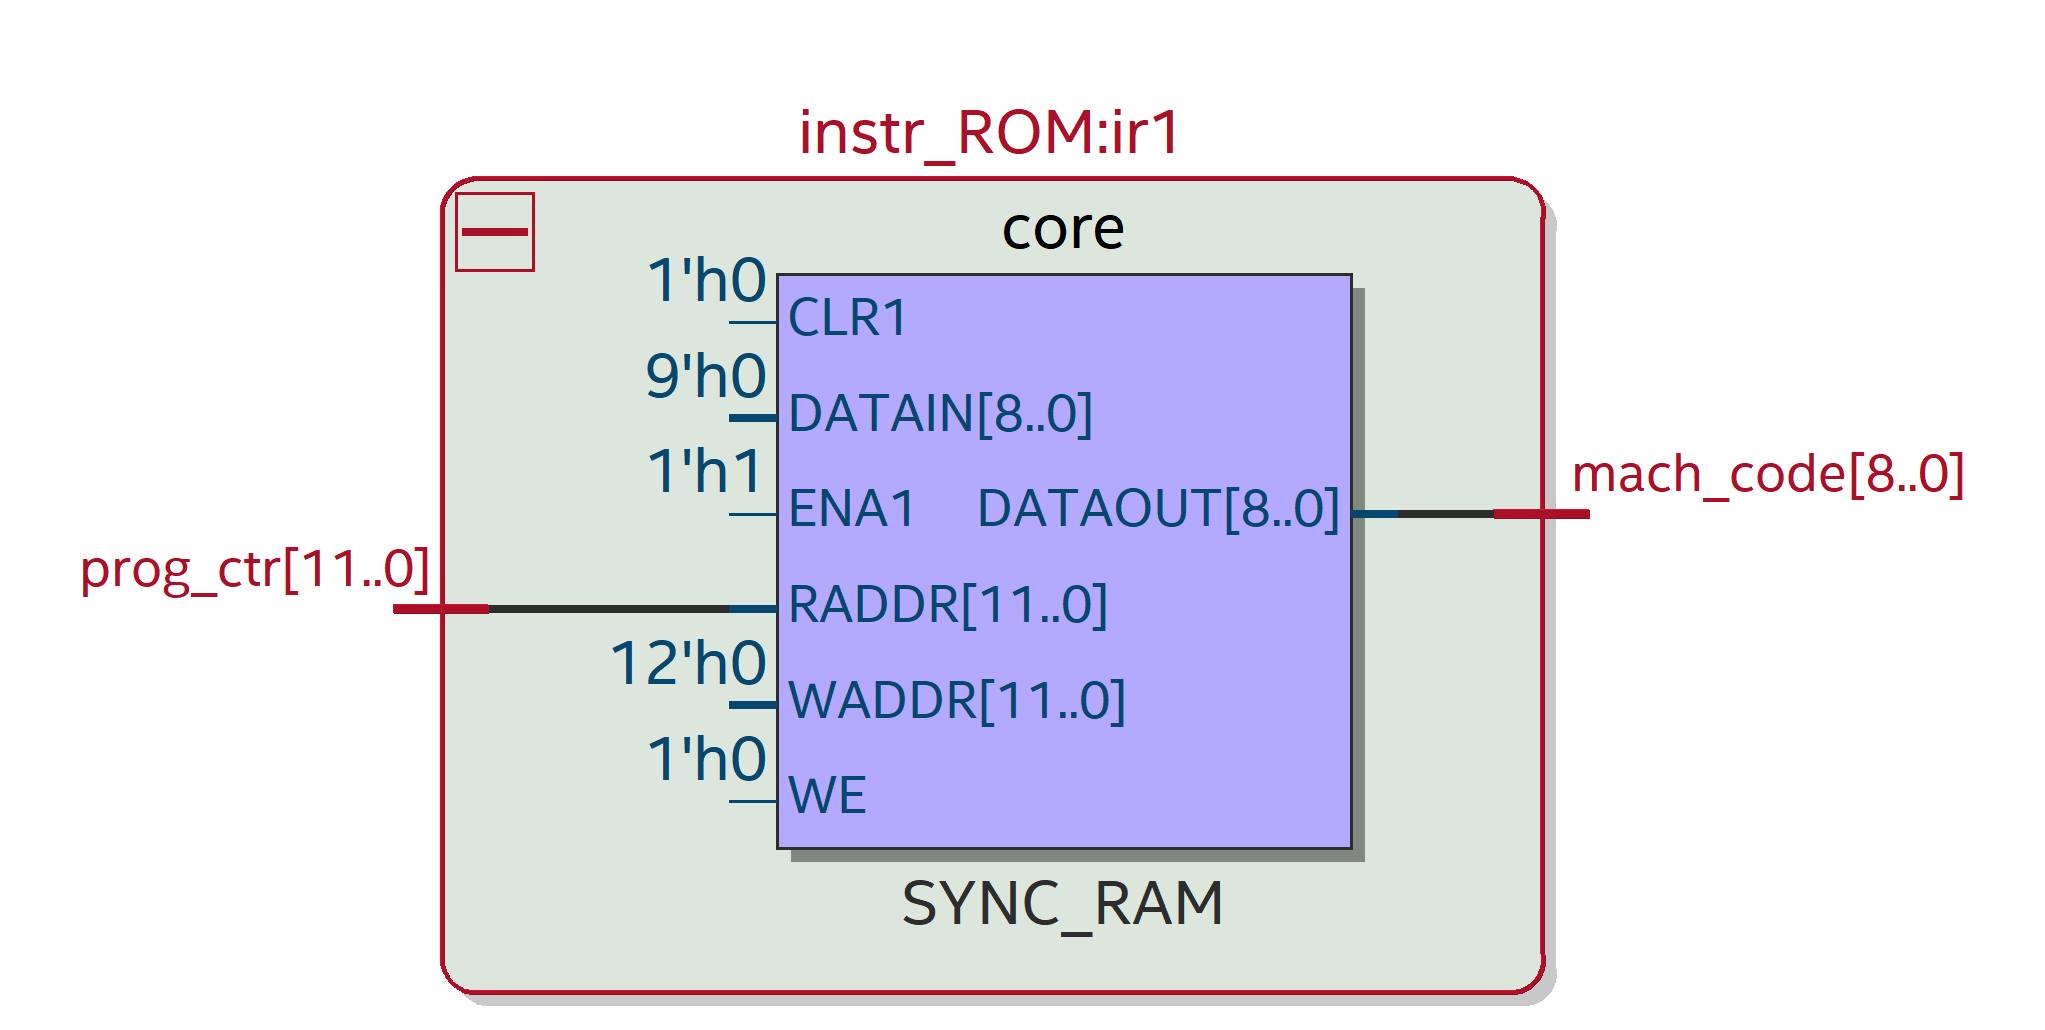 instr_ROM:ir1
core
1'h0
CLR1
9'h0
DATAIN[8..0]
1'h1
ENA1 DATAOUT[8..0]
mach_code[8..0]
prog_ctr[11..0]
RADDR[11..0]
12'h0
WADDR[11..0]
1'h0
WE
SYNC_RAM